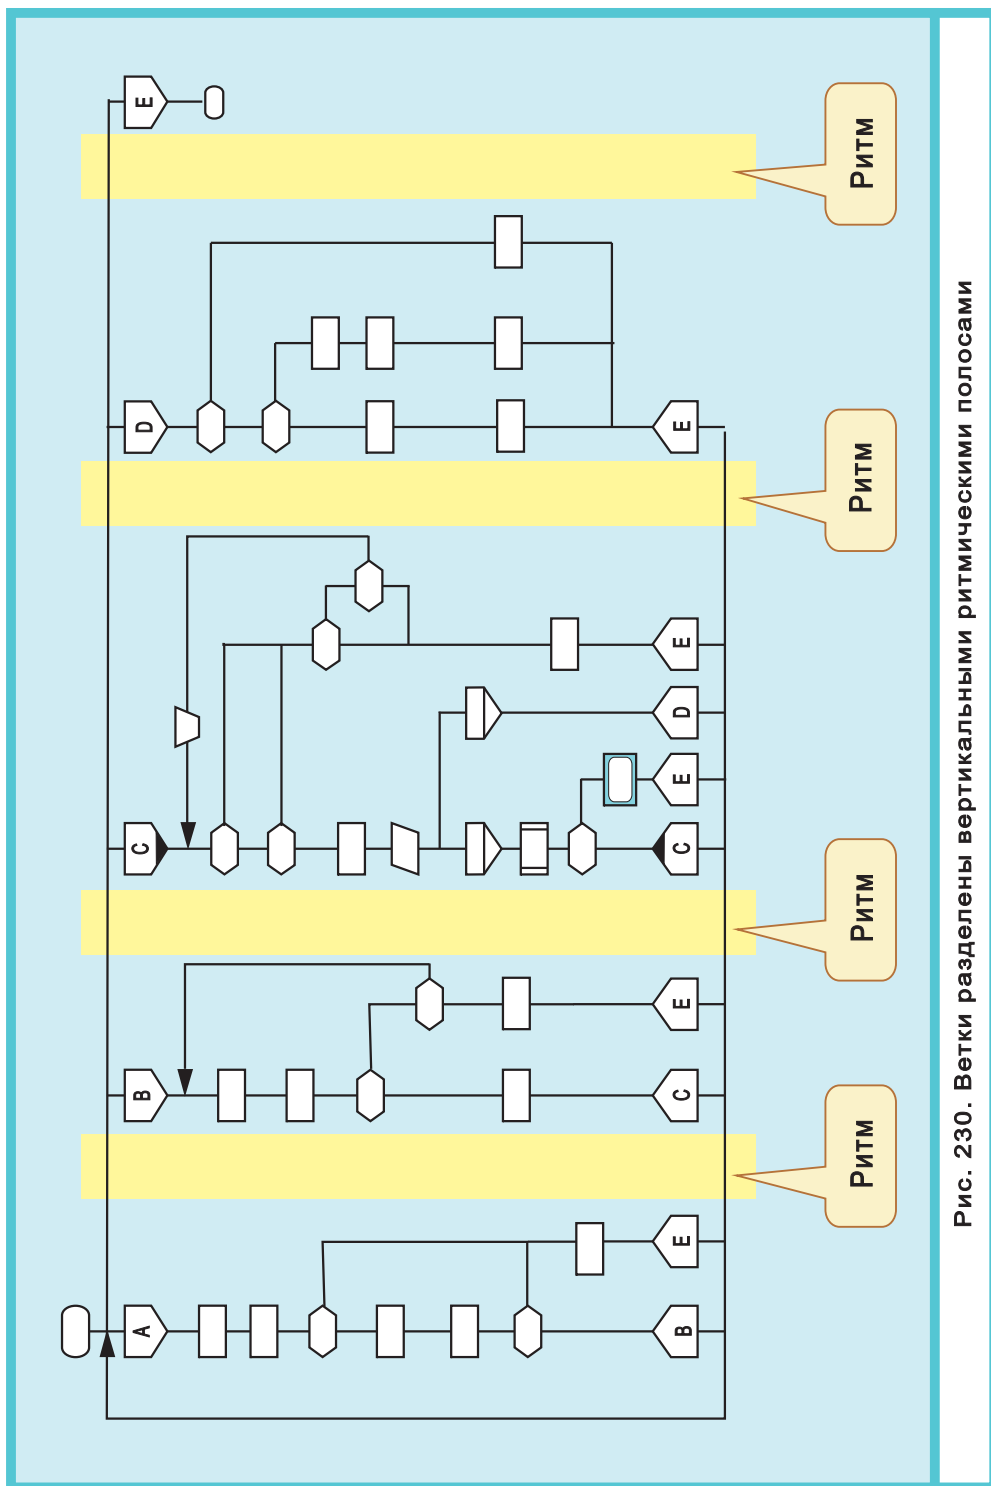 A
B
C
D
E
B
E
C
E
C
E
D
E
E
Ритм
Ритм
Ритм
Ритм
Рис. 230. Ветки разделены вертикальными ритмическими полосами